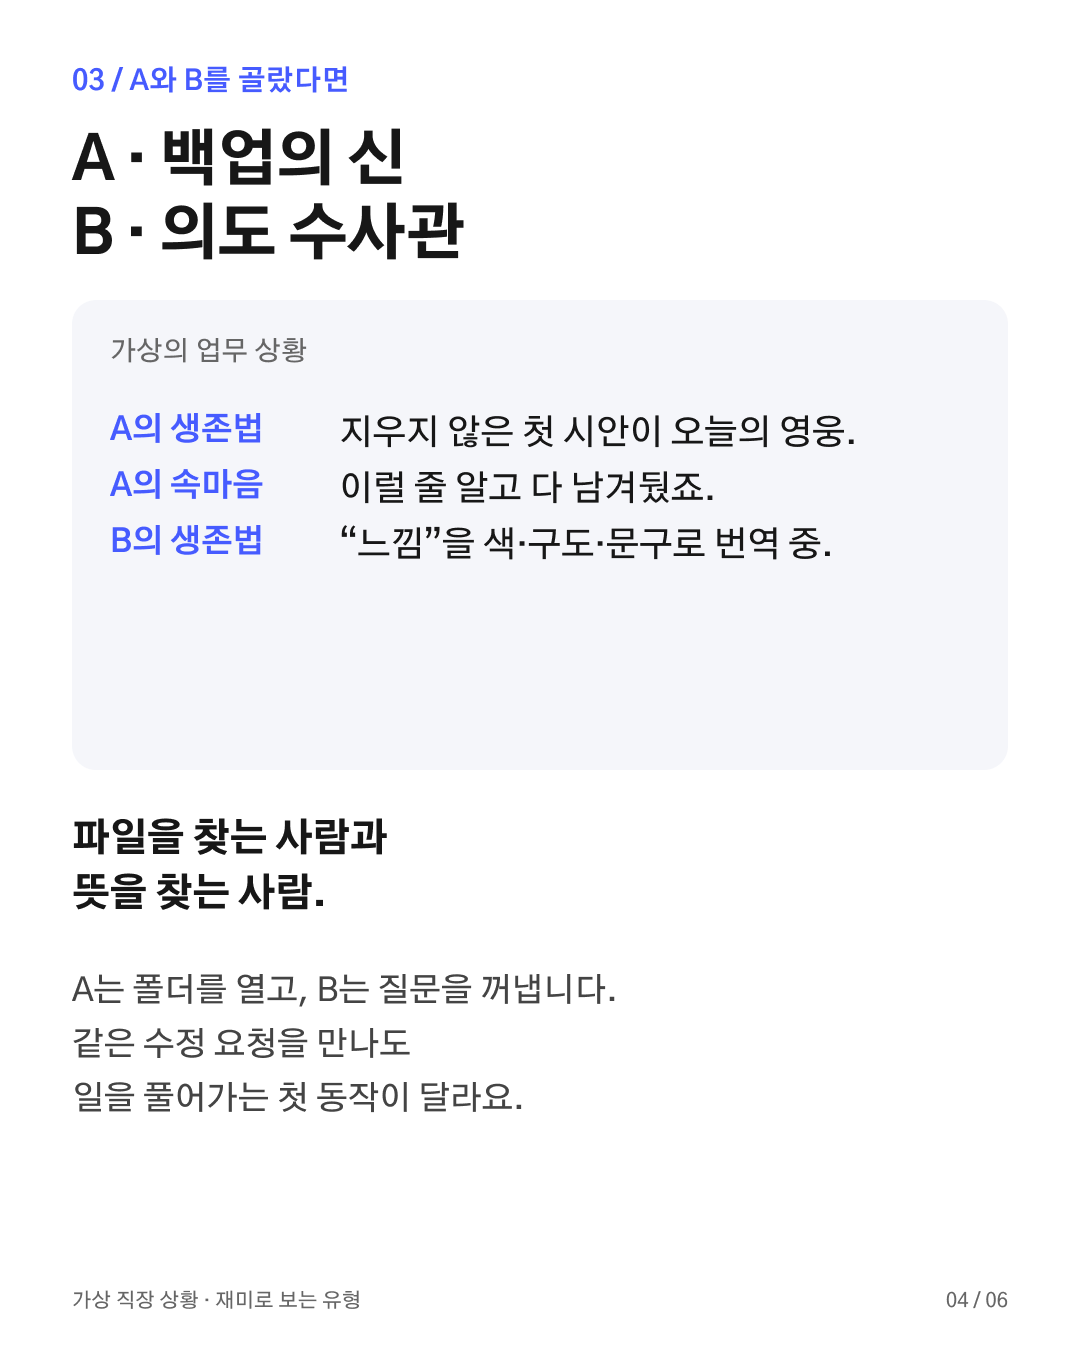 03 / A와 B를 골랐다면
A · 백업의 신
B · 의도 수사관
가상의 업무 상황
A의 생존법 지우지 않은 첫 시안이 오늘의 영웅.
A의 속마음 이럴 줄 알고 다 남겨뒀죠.
B의 생존법 “느낌”을 색·구도·문구로 번역 중.
파일을 찾는 사람과
뜻을 찾는 사람.
A는 폴더를 열고, B는 질문을 꺼냅니다.
같은 수정 요청을 만나도
일을 풀어가는 첫 동작이 달라요.
가상 직장 상황 · 재미로 보는 유형 04 / 06